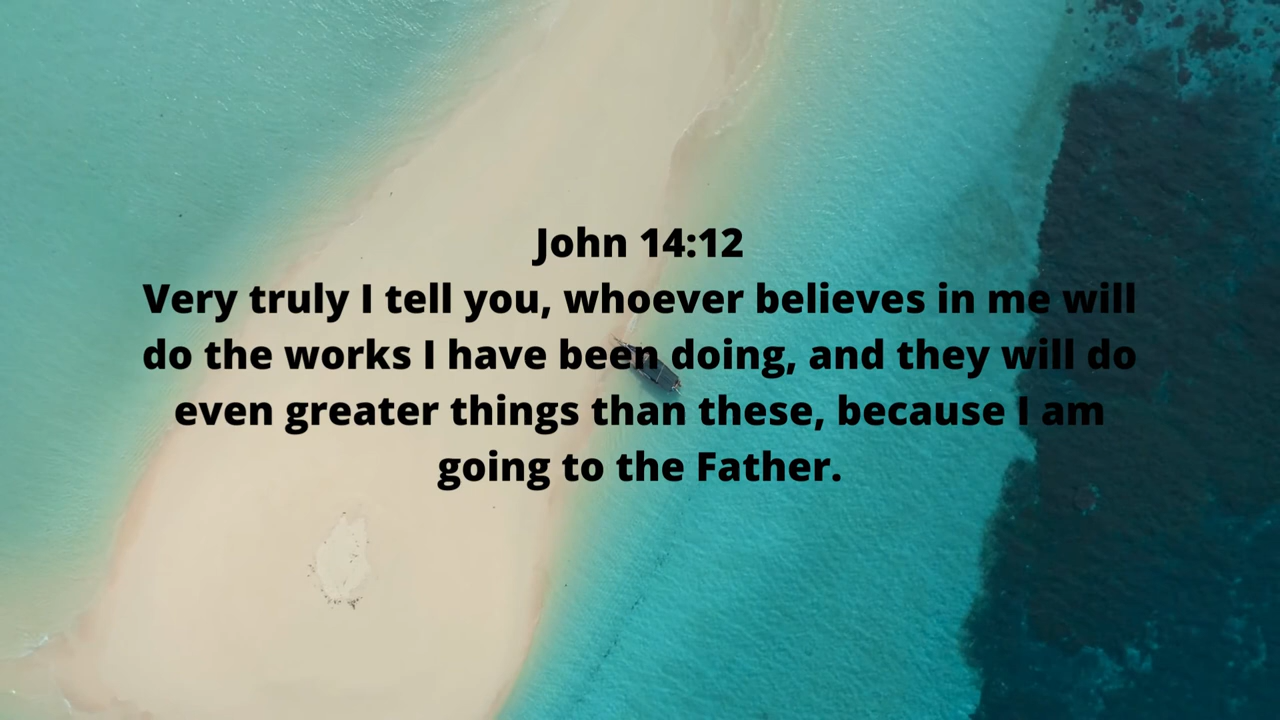 John 14:12
Very truly I tell you, whoever believes in me will
do the works I have been doing, and they will do
even greater things than these, because I am
going to the Father.